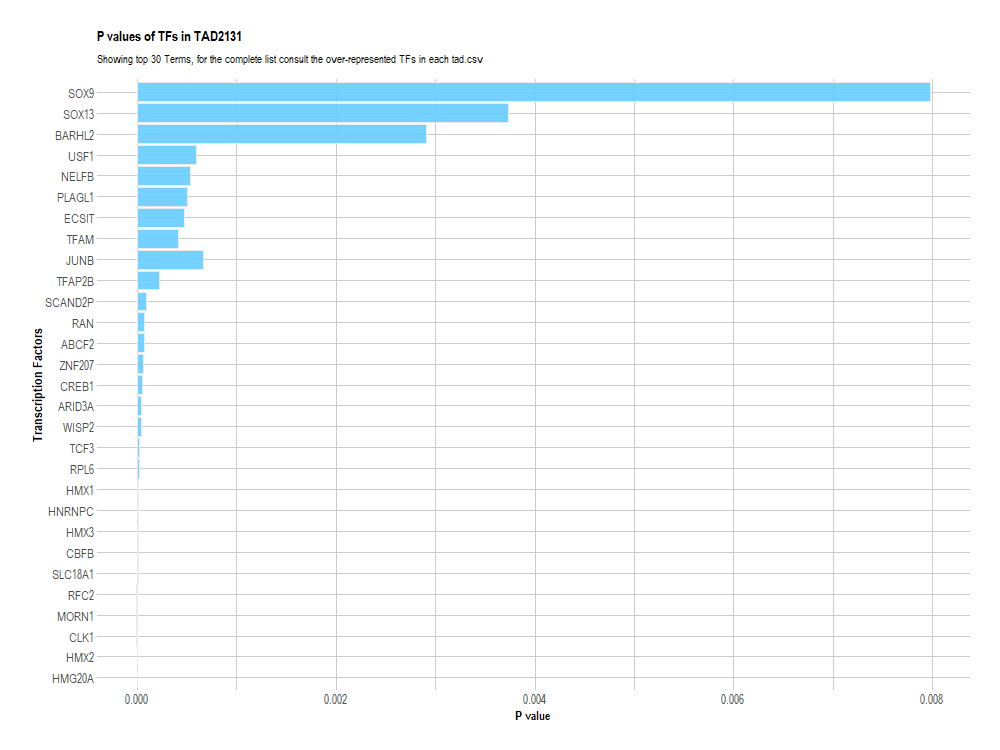 P values of TFs in TAD2131
Showing top 30 Terms, for the complete list consult the over-represented TFs in each tad.csv
Transcription Factors
SOX9
SOX13
BARHL2
USF1
NELFB
PLAGL1
ECSIT
TFAM
JUNB
TFAP2B
SCAND2P
RAN
ABCF2
ZNF207
CREB1
ARID3A
WISP2
TCF3
RPL6
HMX1
HNRNPC
HMX3
CBFB
SLC18A1
RFC2
MORN1
CLK1
HMX2
HMG20A
0.000 0.002 0.004 0.006 0.008
P value